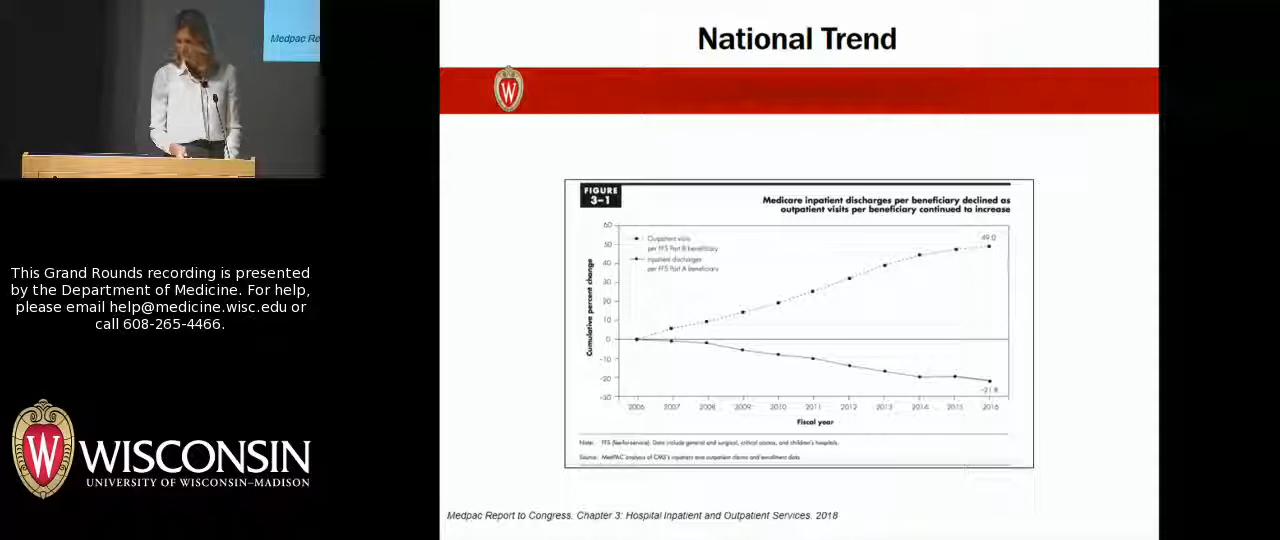 Medpac Re
This Grand Rounds recording is presented
by the Department of Medicine. For help,
please email help@medicine.wisc.edu or
call 608-265-4466.
W
WISCONSIN
UNIVERSITY OF WISCONSIN–MADISON
National Trend
W
FIGURE
3–1
Medicare inpatient discharges per beneficiary declined as
outpatient visits per beneficiary continued to increase
Cumulative percent change
60
50
40
30
20
10
0
-10
-20
-30
Outpatient visits
per FFS Part B beneficiary
Inpatient discharges
per FFS Part A beneficiary
49.0
-21.8
2006 2007 2008 2009 2010 2011 2012 2013 2014 2015 2016
Fiscal year
Note: FFS (fee-for-service). Data include general and surgical, critical access, and children's hospitals.
Source: MedPAC analysis of CMS's inpatient and outpatient claims and enrollment data
Medpac Report to Congress. Chapter 3: Hospital Inpatient and Outpatient Services. 2018